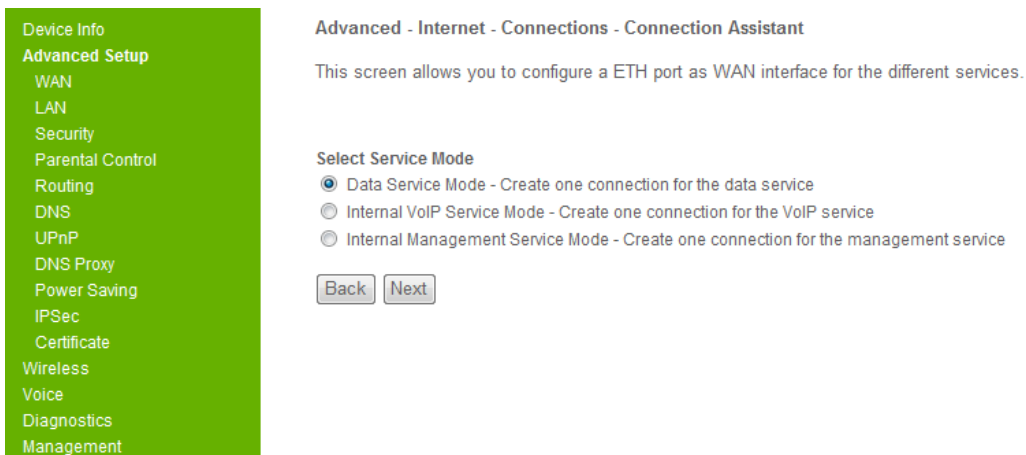 Device Info
Advanced Setup
WAN
LAN
Security
Parental Control
Routing
DNS
UPnP
DNS Proxy
Power Saving
IPSec
Certificate
Wireless
Voice
Diagnostics
Management
Advanced - Internet - Connections - Connection Assistant
This screen allows you to configure a ETH port as WAN interface for the different services.
Select Service Mode
Data Service Mode - Create one connection for the data service
Internal VoIP Service Mode - Create one connection for the VoIP service
Internal Management Service Mode - Create one connection for the management service
Back Next